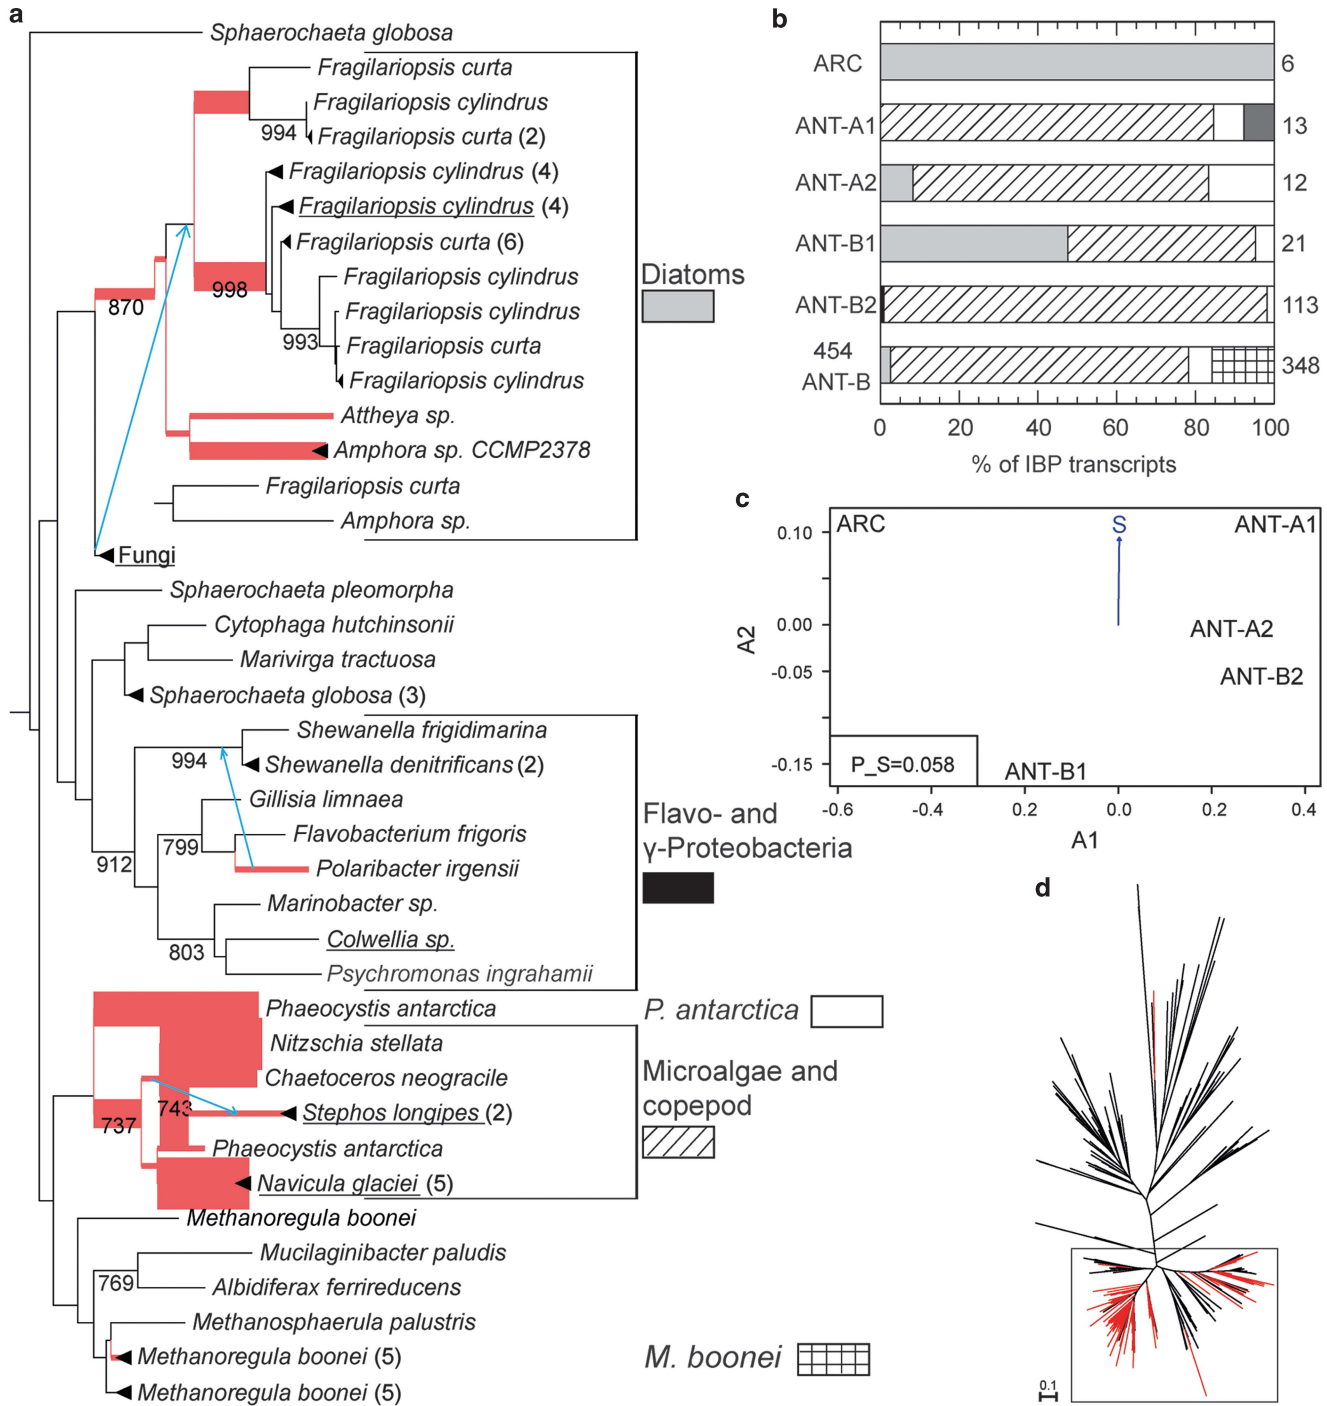 a
Sphaerochaeta globosa
Fragilariopsis curta
Fragilariopsis cylindrus
994
Fragilariopsis curta (2)
Fragilariopsis cylindrus (4)
Fragilariopsis cylindrus (4)
Fragilariopsis curta (6)
998
Fragilariopsis cylindrus
870
Fragilariopsis cylindrus
993
Fragilariopsis curta
Fragilariopsis cylindrus
Attheya sp.
Amphora sp. CCMP2378
Fragilariopsis curta
Amphora sp.
Fungi
Sphaerochaeta pleomorpha
Cytophaga hutchinsonii
Marivirga tractuosa
Sphaerochaeta globosa (3)
Shewanella frigidimarina
994
Shewanella denitrificans (2)
Gillisia limnaea
Flavobacterium frigoris
799
912
Polaribacter irgensii
Marinobacter sp.
Colwellia sp.
803
Psychromonas ingrahamii
Phaeocystis antarctica
Nitzschia stellata
Chaetoceros neogracile
743
Stephos longipes (2)
737
Phaeocystis antarctica
Navicula glaciei (5)
Methanoregula boonei
Mucilaginibacter paludis
769
Albidiferax ferrireducens
Methanosphaerula palustris
Methanoregula boonei (5)
Methanoregula boonei (5)
Diatoms
Flavo- and
γ-Proteobacteria
P. antarctica
Microalgae and
copepod
M. boonei
b
ARC
6
ANT-A1
13
ANT-A2
12
ANT-B1
21
ANT-B2
113
454
ANT-B
348
0 20 40 60 80 100
% of IBP transcripts
c
ARC
S
ANT-A1
ANT-A2
ANT-B2
ANT-B1
P_S=0.058
0.10
0.00
-0.05
-0.15
A2
-0.6 -0.4 0.2 0.0 0.2 0.4
A1
d
0.1